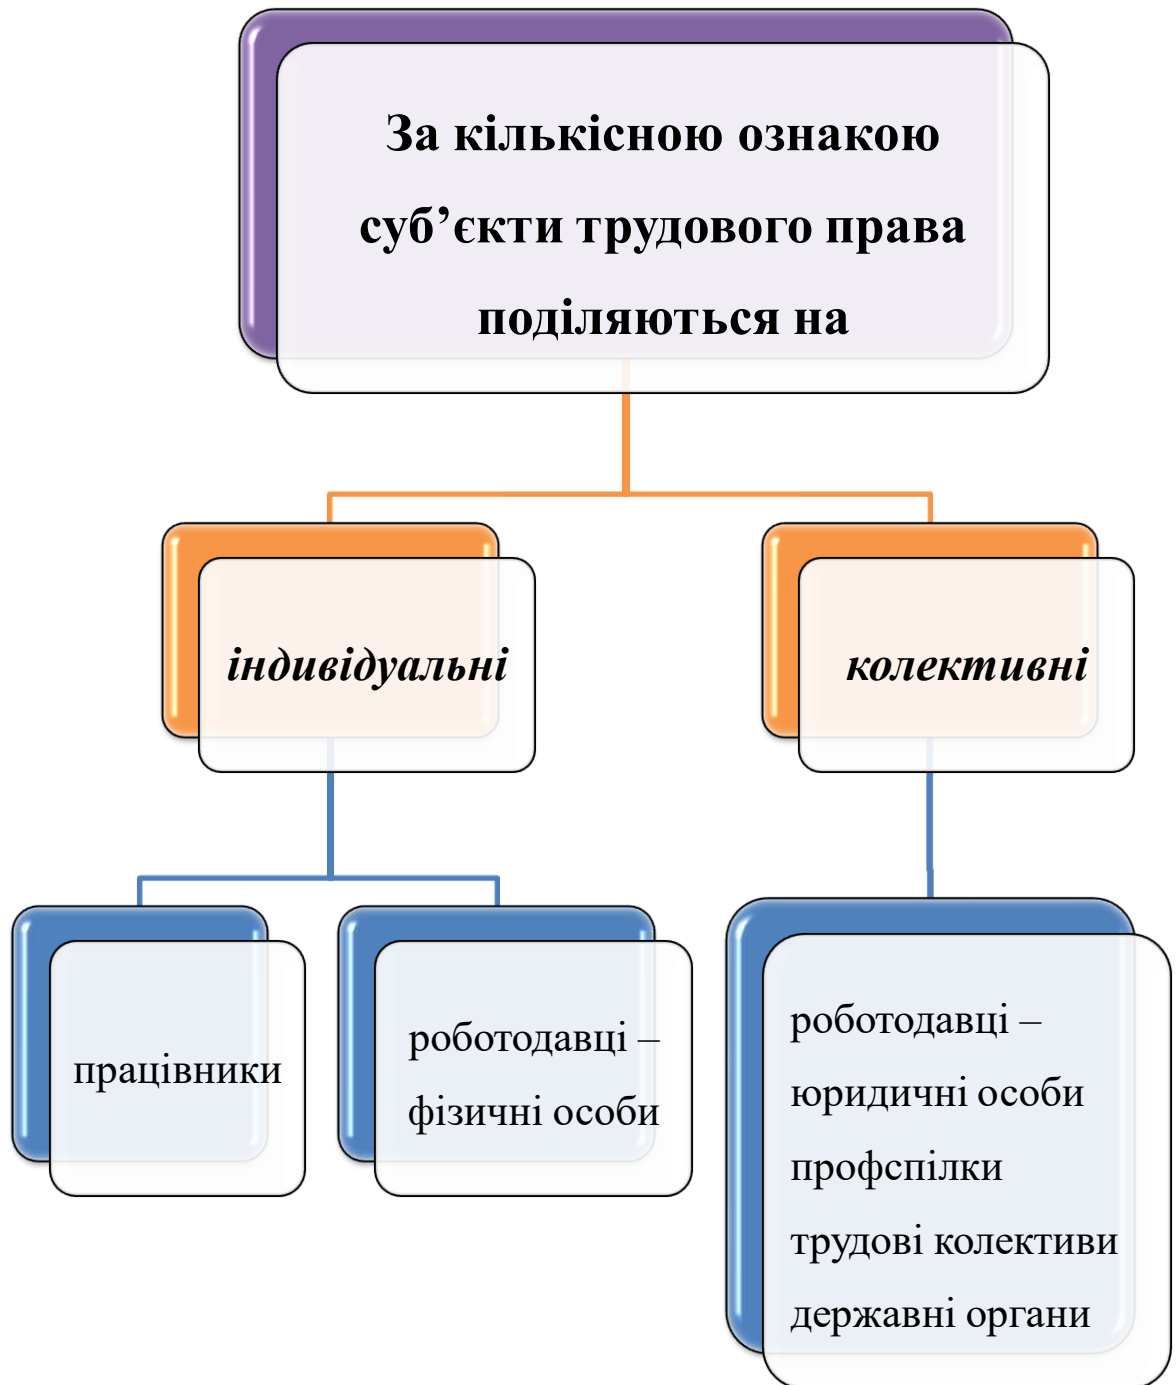 За кількісною ознакою
суб’єкти трудового права
поділяються на
індивідуальні
колективні
працівники
роботодавці –
фізичні особи
роботодавці –
юридичні особи
профспілки
трудові колективи
державні органи